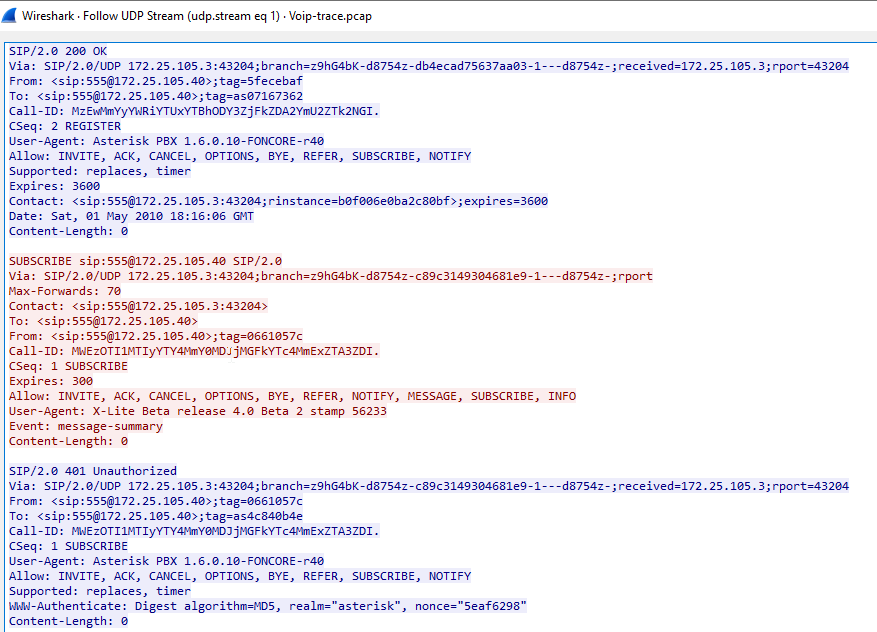 Wireshark · Follow UDP Stream (udp.stream eq 1) · Voip-trace.pcap
SIP/2.0 200 OK
Via: SIP/2.0/UDP 172.25.105.3:43204;branch=z9hG4bK-d8754z-db4ecad75637aa03-1---d8754z-;received=172.25.105.3;rport=43204
From: <sip:555@172.25.105.40>;tag=5fecebaf
To: <sip:555@172.25.105.40>;tag=as07167362
Call-ID: MzEwMmYyYWRiYTUxYTBhODY3ZjFkZDA2YmU2ZTk2NGI.
CSeq: 2 REGISTER
User-Agent: Asterisk PBX 1.6.0.10-FONCORE-r40
Allow: INVITE, ACK, CANCEL, OPTIONS, BYE, REFER, SUBSCRIBE, NOTIFY
Supported: replaces, timer
Expires: 3600
Contact: <sip:555@172.25.105.3:43204;rinstance=b0f006e0ba2c80bf>;expires=3600
Date: Sat, 01 May 2010 18:16:06 GMT
Content-Length: 0
SUBSCRIBE sip:555@172.25.105.40 SIP/2.0
Via: SIP/2.0/UDP 172.25.105.3:43204;branch=z9hG4bK-d8754z-c89c3149304681e9-1---d8754z-;rport
Max-Forwards: 70
Contact: <sip:555@172.25.105.3:43204>
To: <sip:555@172.25.105.40>
From: <sip:555@172.25.105.40>;tag=0661057c
Call-ID: MWEzOTI1MTIyYTY4MmY0MDJjMGFkYTc4MmExZTA3ZDI.
CSeq: 1 SUBSCRIBE
Expires: 300
Allow: INVITE, ACK, CANCEL, OPTIONS, BYE, REFER, NOTIFY, MESSAGE, SUBSCRIBE, INFO
User-Agent: X-Lite Beta release 4.0 Beta 2 stamp 56233
Event: message-summary
Content-Length: 0
SIP/2.0 401 Unauthorized
Via: SIP/2.0/UDP 172.25.105.3:43204;branch=z9hG4bK-d8754z-c89c3149304681e9-1---d8754z-;received=172.25.105.3;rport=43204
From: <sip:555@172.25.105.40>;tag=0661057c
To: <sip:555@172.25.105.40>;tag=as4c840b4e
Call-ID: MWEzOTI1MTIyYTY4MmY0MDJjMGFkYTc4MmExZTA3ZDI.
CSeq: 1 SUBSCRIBE
User-Agent: Asterisk PBX 1.6.0.10-FONCORE-r40
Allow: INVITE, ACK, CANCEL, OPTIONS, BYE, REFER, SUBSCRIBE, NOTIFY
Supported: replaces, timer
WWW-Authenticate: Digest algorithm=MD5, realm="asterisk", nonce="5eaf6298"
Content-Length: 0